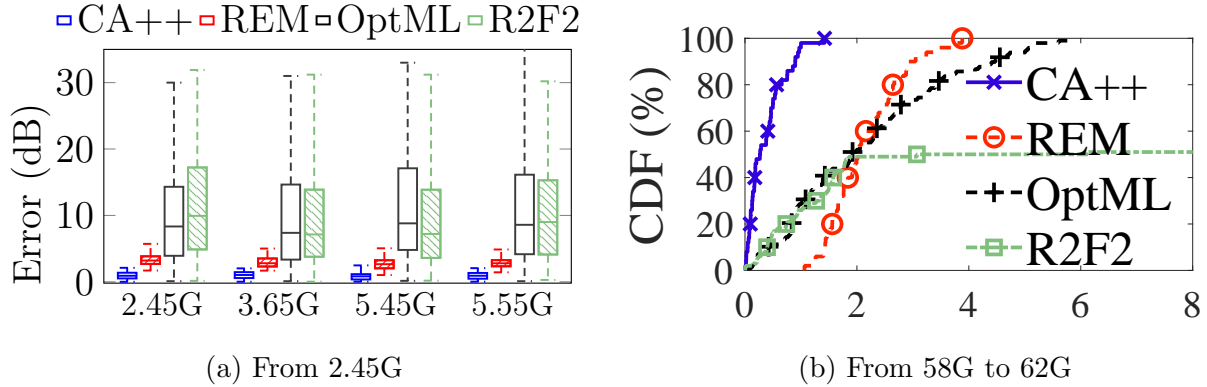 CA++ REM OptML R2F2
Error (dB)
30
20
10
0
2.45G 3.65G 5.45G 5.55G
(a) From 2.45G
CDF (%)
100
80
60
40
20
0
0 2 4 6 8
CA++
REM
OptML
R2F2
(b) From 58G to 62G